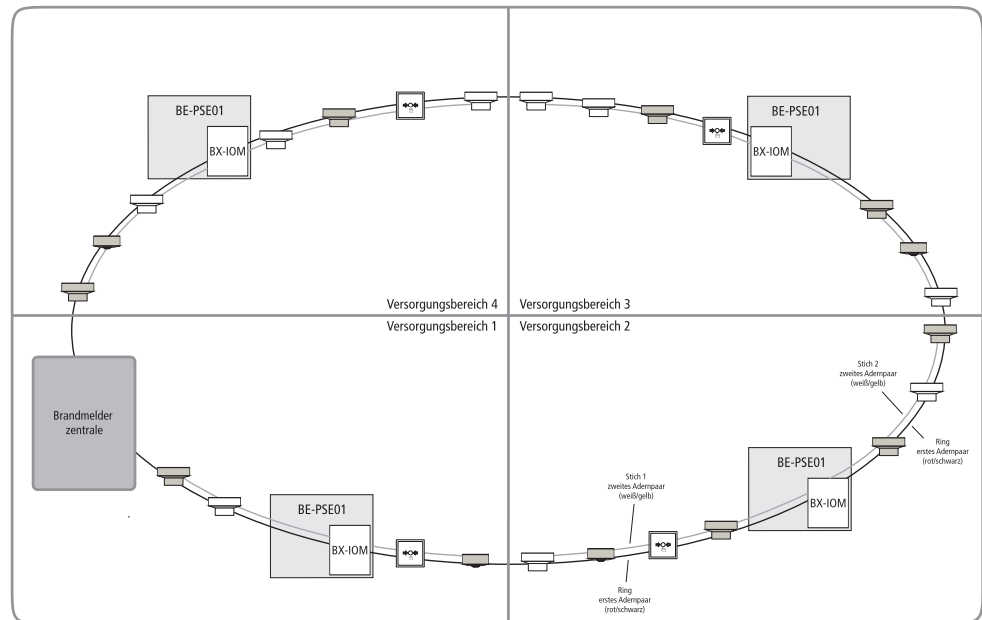 BE-PSE01
BX-IOM
BE-PSE01
BX-IOM
Versorgungsbereich 4
Versorgungsbereich 3
Versorgungsbereich 1
Versorgungsbereich 2
Brandmelder
zentrale
Stich 2
zweites Adernpaar
(weiß/gelb)
Ring
erstes Adernpaar
(rot/schwarz)
BE-PSE01
BX-IOM
Stich 1
zweites Adernpaar
(weiß/gelb)
BE-PSE01
BX-IOM
Ring
erstes Adernpaar
(rot/schwarz)